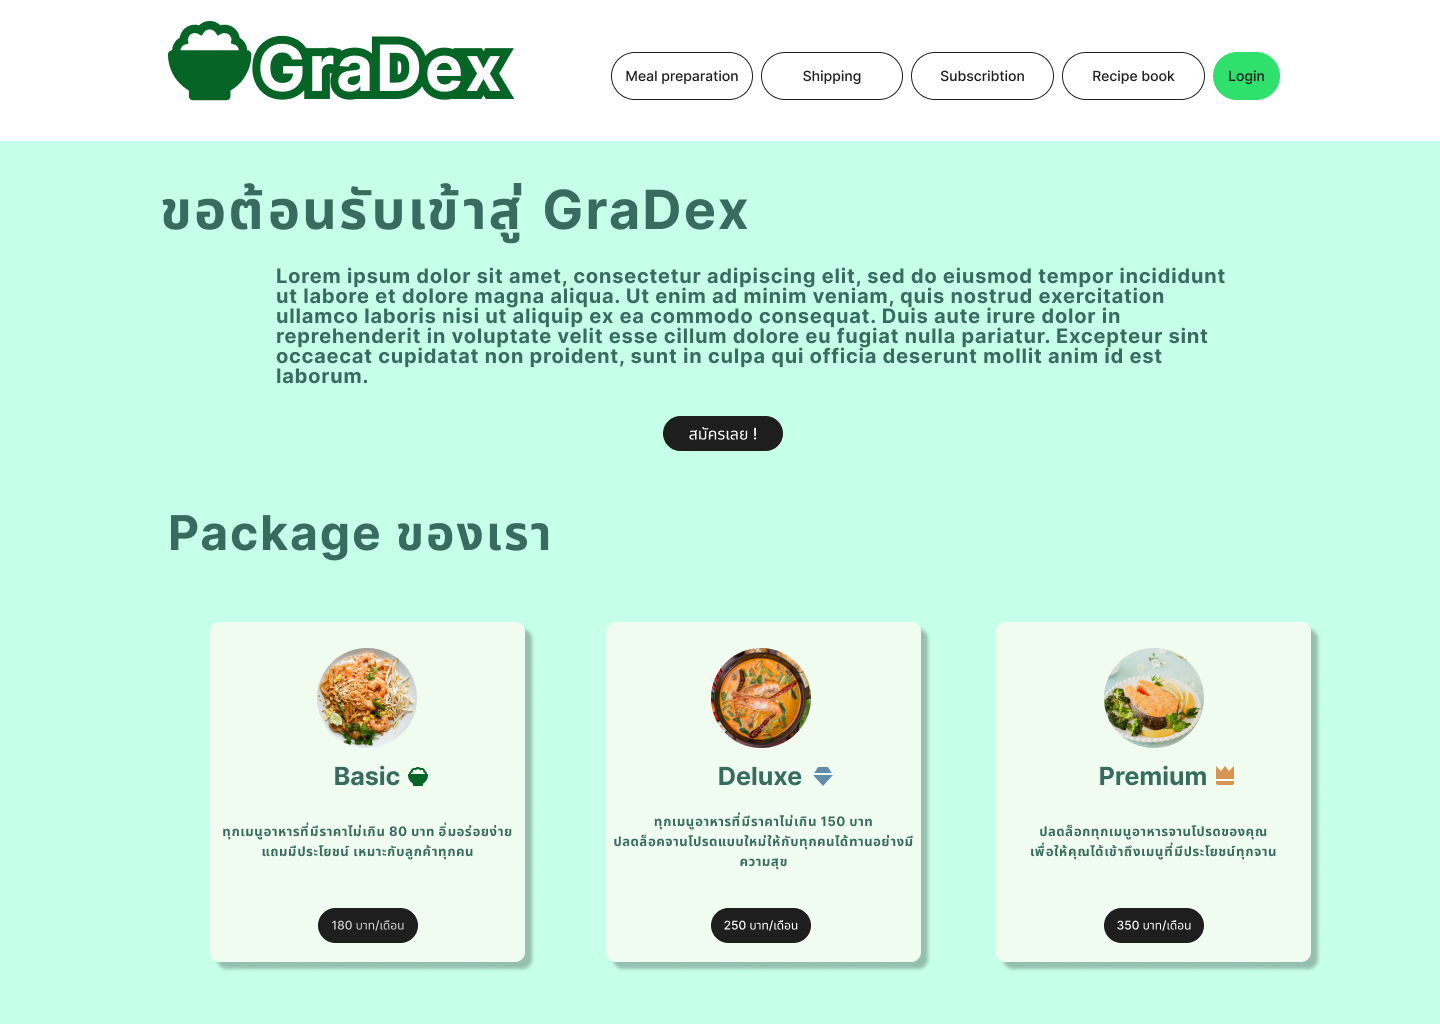 GraDex
Meal preparation
Shipping
Subscribtion
Recipe book
Login
ขอต้อนรับเข้าสู่ GraDex
Lorem ipsum dolor sit amet, consectetur adipiscing elit, sed do eiusmod tempor incididunt
ut labore et dolore magna aliqua. Ut enim ad minim veniam, quis nostrud exercitation
ullamco laboris nisi ut aliquip ex ea commodo consequat. Duis aute irure dolor in
reprehenderit in voluptate velit esse cillum dolore eu fugiat nulla pariatur. Excepteur sint
occaecat cupidatat non proident, sunt in culpa qui officia deserunt mollit anim id est
laborum.
สมัครเลย !
Package ของเรา
Basic
ทุกเมนูอาหารที่มีราคาไม่เกิน 80 บาท อิ่มอร่อยง่าย
แถมมีประโยชน์ เหมาะกับลูกค้าทุกคน
180 บาท/เดือน
Deluxe
ทุกเมนูอาหารที่มีราคาไม่เกิน 150 บาท
ปลดล็อคจานโปรดแบบใหม่ให้กับทุกคนได้ทานอย่างมี
ความสุข
250 บาท/เดือน
Premium
ปลดล็อกทุกเมนูอาหารจานโปรดของคุณ
เพื่อให้คุณได้เข้าถึงเมนูที่มีประโยชน์ทุกจาน
350 บาท/เดือน